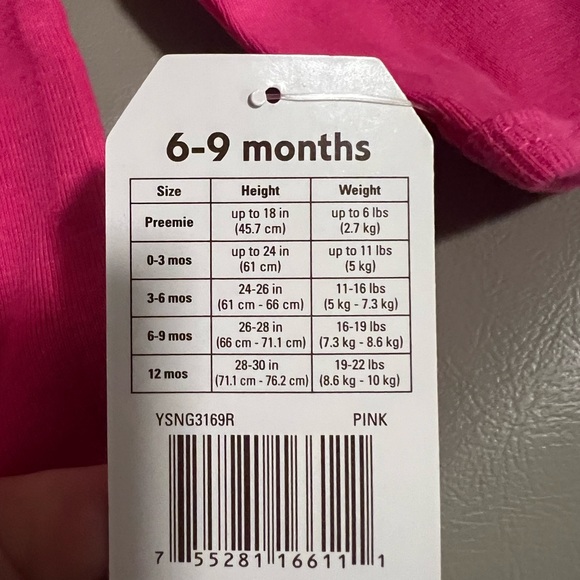 6-9 months
Size Height Weight
Preemie up to 18 in (45.7 cm) up to 6 lbs (2.7 kg)
0-3 mos up to 24 in (61 cm) up to 11 lbs (5 kg)
3-6 mos 24-26 in (61 cm - 66 cm) 11-16 lbs (5 kg - 7.3 kg)
6-9 mos 26-28 in (66 cm - 71.1 cm) 16-19 lbs (7.3 kg - 8.6 kg)
12 mos 28-30 in (71.1 cm - 76.2 cm) 19-22 lbs (8.6 kg - 10 kg)
YSNG3169R PINK
7 55281 16611 1